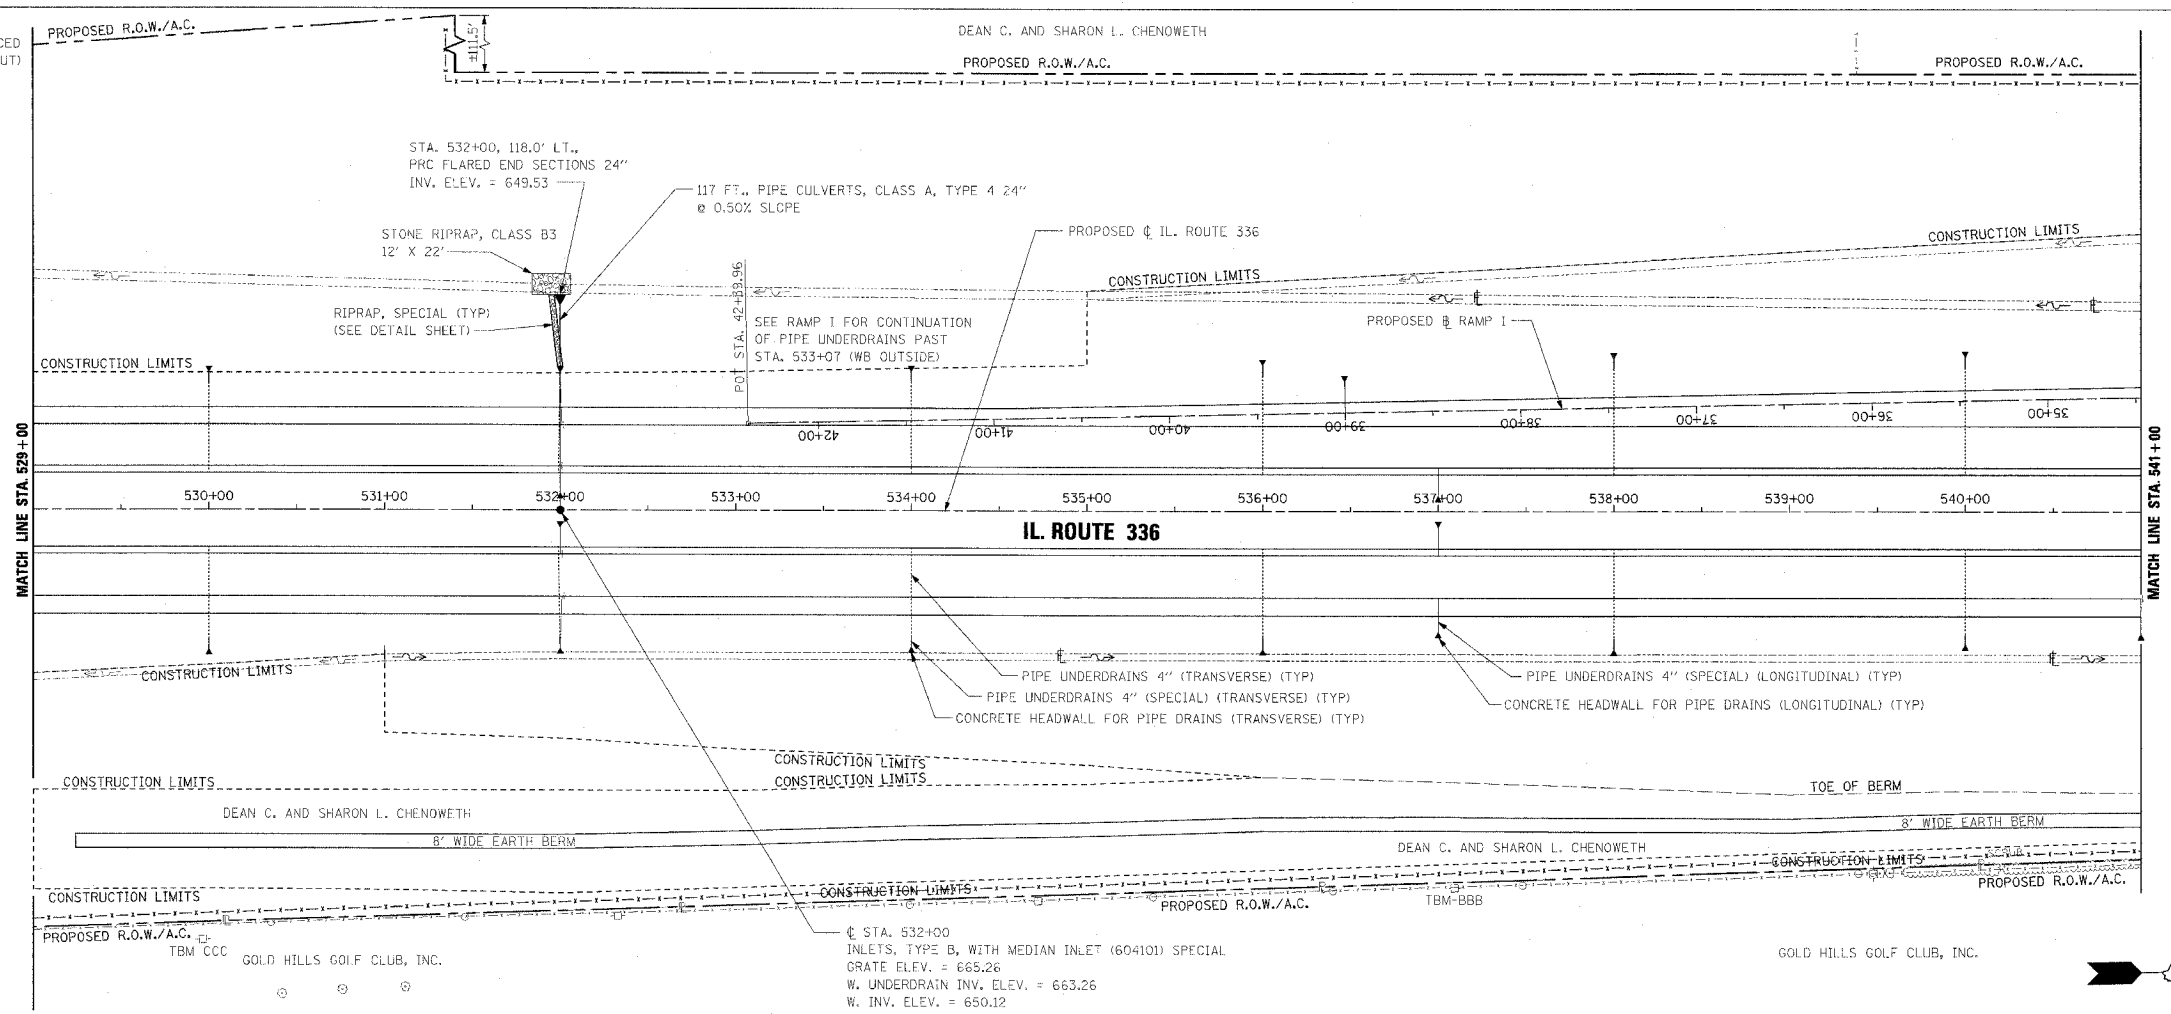 PROPOSED R.O.W./A.C.
CED
UT)
±111.5'
DEAN C. AND SHARON L. CHENOWETH
PROPOSED R.O.W./A.C.
PROPOSED R.O.W./A.C.
STA. 532+00, 118.0' LT.,
PRC FLARED END SECTIONS 24"
INV. ELEV. = 649.53
117 FT., PIPE CULVERTS, CLASS A, TYPE 4 24"
@ 0.50% SLOPE
STONE RIPRAP, CLASS B3
12' X 22'
PROPOSED ℄ IL. ROUTE 336
CONSTRUCTION LIMITS
CONSTRUCTION LIMITS
RIPRAP, SPECIAL (TYP)
(SEE DETAIL SHEET)
POT STA. 42+39.96
SEE RAMP I FOR CONTINUATION
OF PIPE UNDERDRAINS PAST
STA. 533+07 (WB OUTSIDE)
PROPOSED B RAMP I
CONSTRUCTION LIMITS
42+00
41+00
40+00
39+00
38+00
37+00
36+00
35+00
MATCH LINE STA. 529+00
530+00
531+00
532+00
533+00
534+00
535+00
536+00
537+00
538+00
539+00
540+00
MATCH LINE STA. 541+00
IL. ROUTE 336
℄
℄
℄
℄
CONSTRUCTION LIMITS
PIPE UNDERDRAINS 4" (TRANSVERSE) (TYP)
PIPE UNDERDRAINS 4" (SPECIAL) (TRANSVERSE) (TYP)
CONCRETE HEADWALL FOR PIPE DRAINS (TRANSVERSE) (TYP)
PIPE UNDERDRAINS 4" (SPECIAL) (LONGITUDINAL) (TYP)
CONCRETE HEADWALL FOR PIPE DRAINS (LONGITUDINAL) (TYP)
CONSTRUCTION LIMITS
CONSTRUCTION LIMITS
CONSTRUCTION LIMITS
TOE OF BERM
DEAN C. AND SHARON L. CHENOWETH
8' WIDE EARTH BERM
8' WIDE EARTH BERM
DEAN C. AND SHARON L. CHENOWETH
CONSTRUCTION LIMITS
CONSTRUCTION LIMITS
CONSTRUCTION LIMITS
PROPOSED R.O.W./A.C.
PROPOSED R.O.W./A.C.
TBM-BBB
PROPOSED R.O.W./A.C.
TBM CCC
GOLD HILLS GOLF CLUB, INC.
GOLD HILLS GOLF CLUB, INC.
℄ STA. 532+00
INLETS, TYPE B, WITH MEDIAN INLET (604101) SPECIAL
GRATE ELEV. = 665.26
W. UNDERDRAIN INV. ELEV. = 663.26
W. INV. ELEV. = 650.12